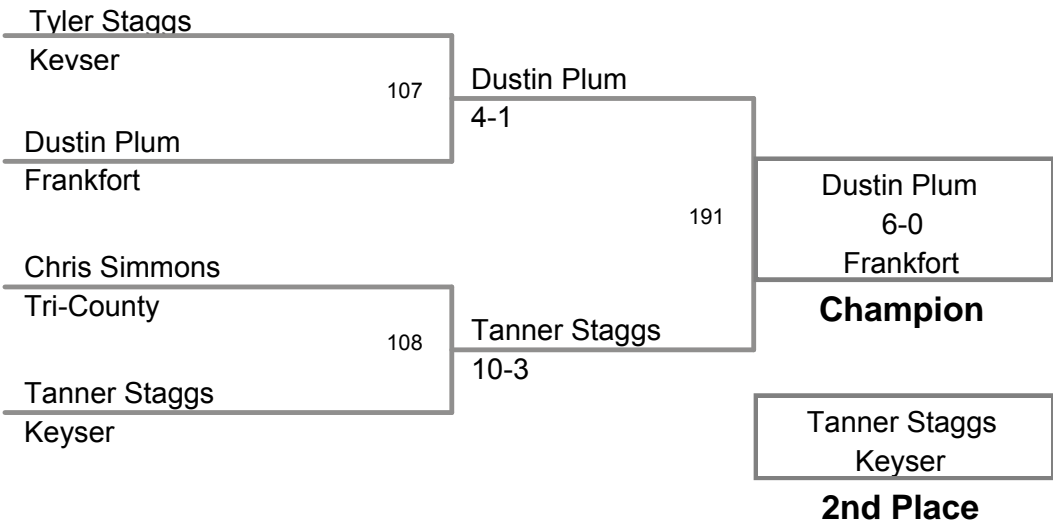 Tyler Staggs
Keyser
107
Dustin Plum
4-1
Dustin Plum
Frankfort
Dustin Plum
6-0
Frankfort
191
Champion
Chris Simmons
Tri-County
108
Tanner Staggs
10-3
Tanner Staggs
Keyser
Tanner Staggs
Keyser
2nd Place